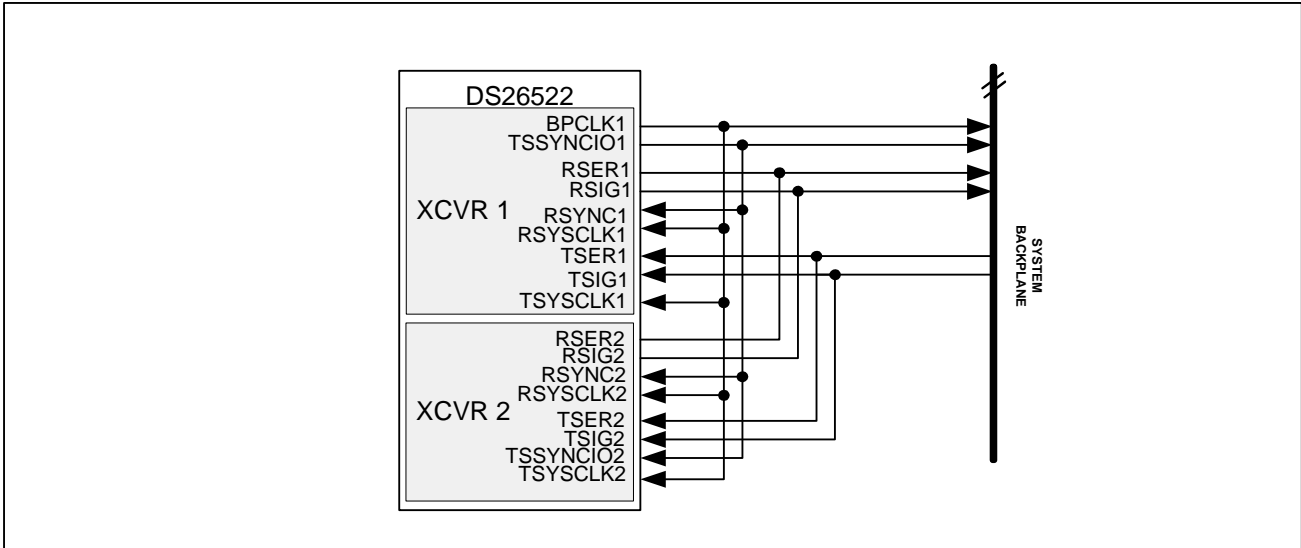 DS26522
BPCLK1
TSSYNCIO1
RSER1
RSIG1
XCVR 1
RSYNC1
RSYSCLK1
TSER1
TSIG1
TSYSCLK1
RSER2
RSIG2
RSYNC2
RSYSCLK2
XCVR 2
TSER2
TSIG2
TSSYNCIO2
TSYSCLK2
SYSTEM
BACKPLANE